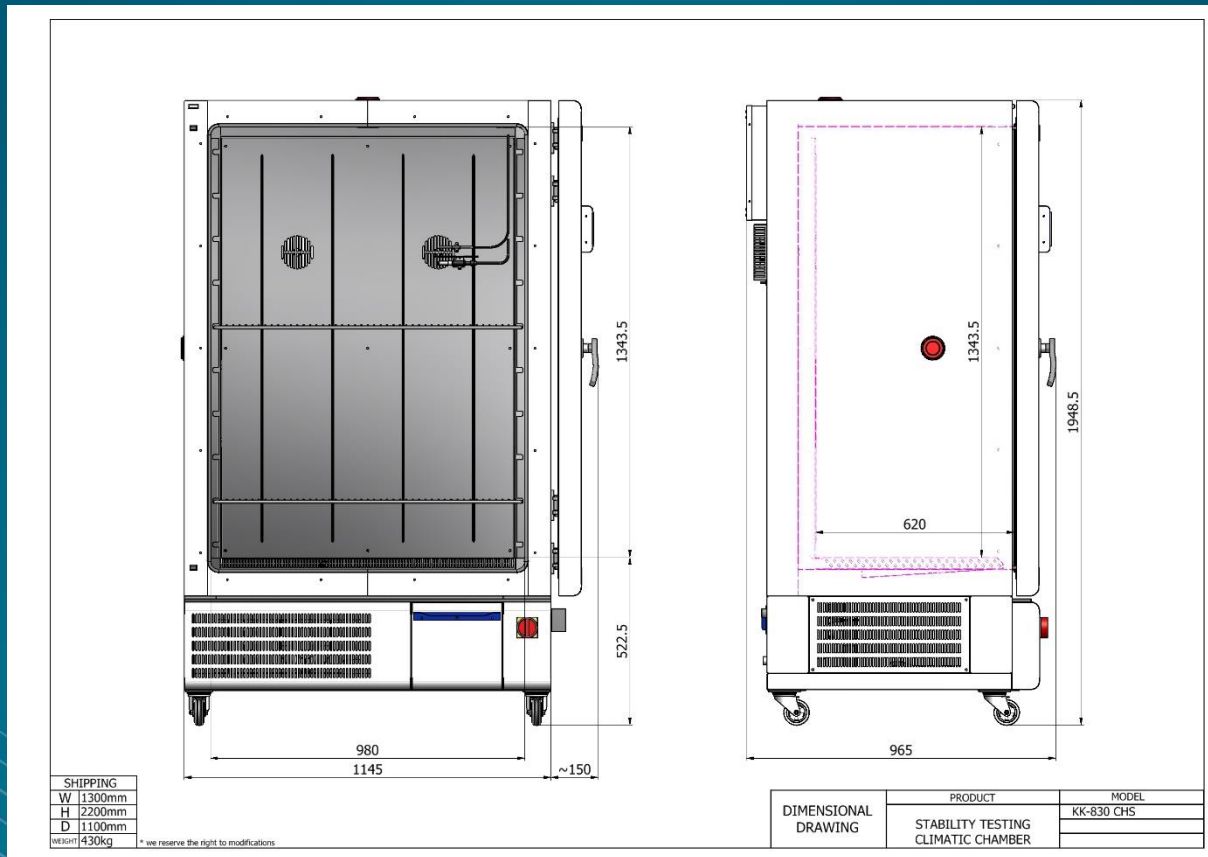 1343.5
522.5
980
1145
~150
1343.5
1948.5
620
965
SHIPPING
W 1300mm
H 2200mm
D 1100mm
WEIGHT 430kg
* we reserve the right to modifications
DIMENSIONAL
DRAWING
PRODUCT
STABILITY TESTING
CLIMATIC CHAMBER
MODEL
KK-830 CHS